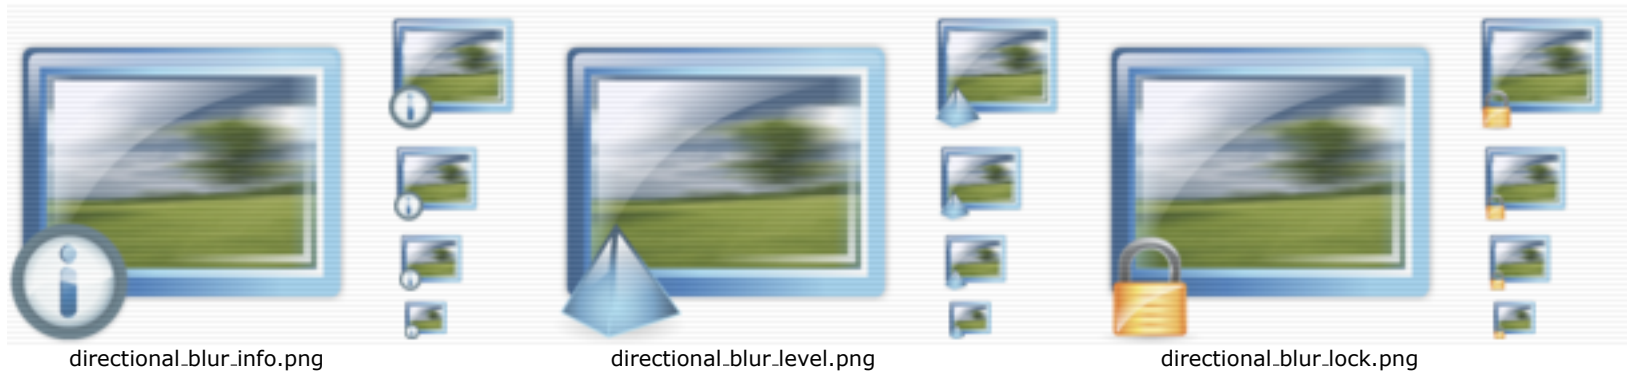 directional_blur_info.png
directional_blur_level.png
directional_blur_lock.png